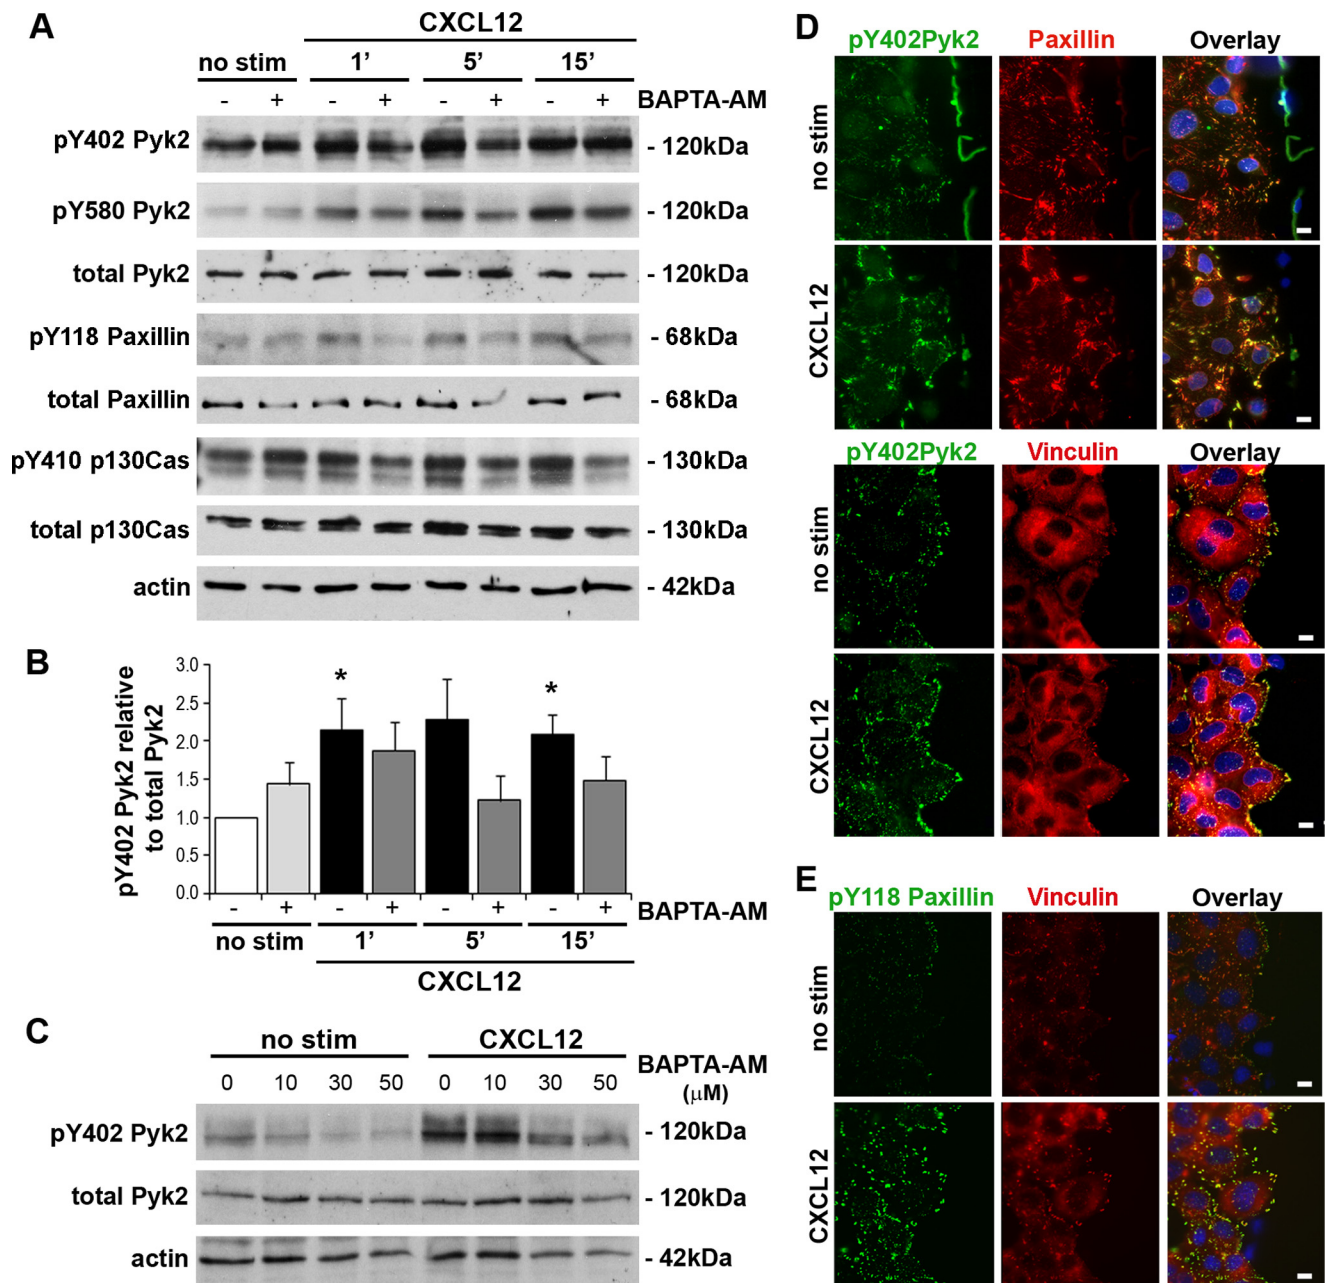 A
CXCL12
no stim 1' 5' 15'
- + - + - + - + BAPTA-AM
pY402 Pyk2 - 120kDa
pY580 Pyk2 - 120kDa
total Pyk2 - 120kDa
pY118 Paxillin - 68kDa
total Paxillin - 68kDa
pY410 p130Cas - 130kDa
total p130Cas - 130kDa
actin - 42kDa
B
pY402 Pyk2 relative
to total Pyk2
3.0
2.5
2.0
1.5
1.0
0.5
0.0
* *
- + - + - + - + BAPTA-AM
no stim 1' 5' 15'
CXCL12
C
no stim CXCL12
0 10 30 50 0 10 30 50 BAPTA-AM
(μM)
pY402 Pyk2 - 120kDa
total Pyk2 - 120kDa
actin - 42kDa
D
pY402Pyk2 Paxillin Overlay
no stim
CXCL12
pY402Pyk2 Vinculin Overlay
no stim
CXCL12
E
pY118 Paxillin Vinculin Overlay
no stim
CXCL12